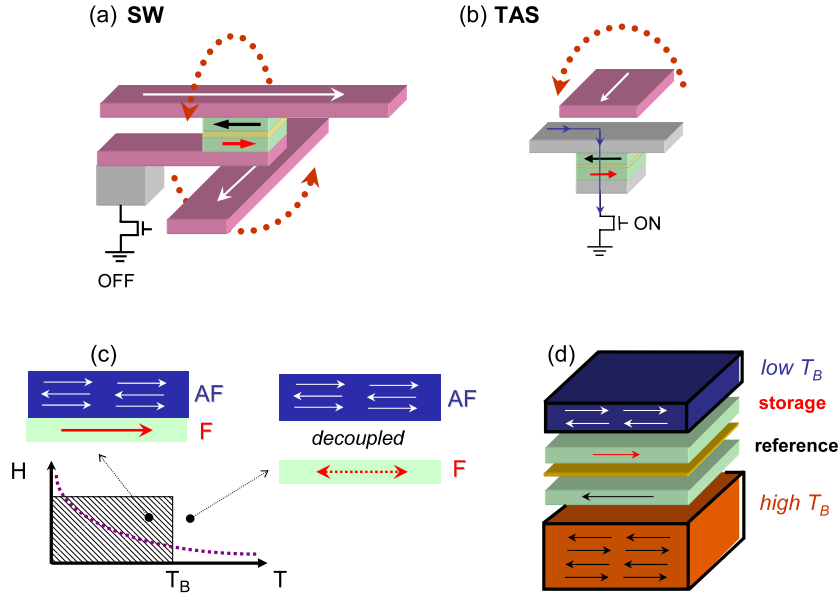 (a) SW
(b) TAS
OFF
ON
(c)
AF
F
AF
decoupled
F
H
T_B
T
(d)
low T_B
storage
reference
high T_B